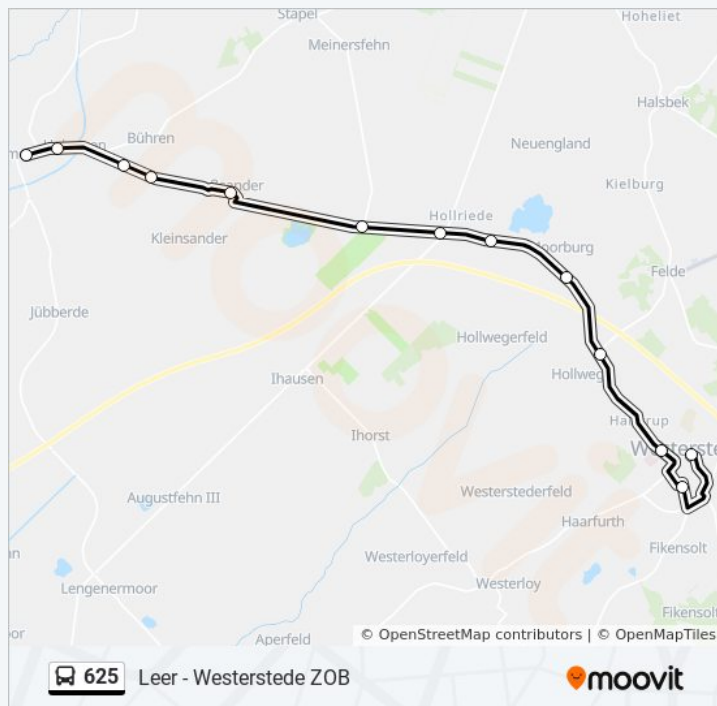 Stapel
Hoheliet
Meinersfehn
Halsbek
Bühren
Neuengland
Kielburg
Hollriede
Kleinsander
Felde
Jübberde
Hollwegerfeld
Ihausen
Ihorst
Westerstederfeld
Augustfehn III
Haarfurth
Fikensolt
Westerloyerfeld
Lengenermoor
Westerloy
Fikensolt
Aperfeld
© OpenStreetMap contributors | © OpenMapTiles
625 Leer - Westerstede ZOB
moovit